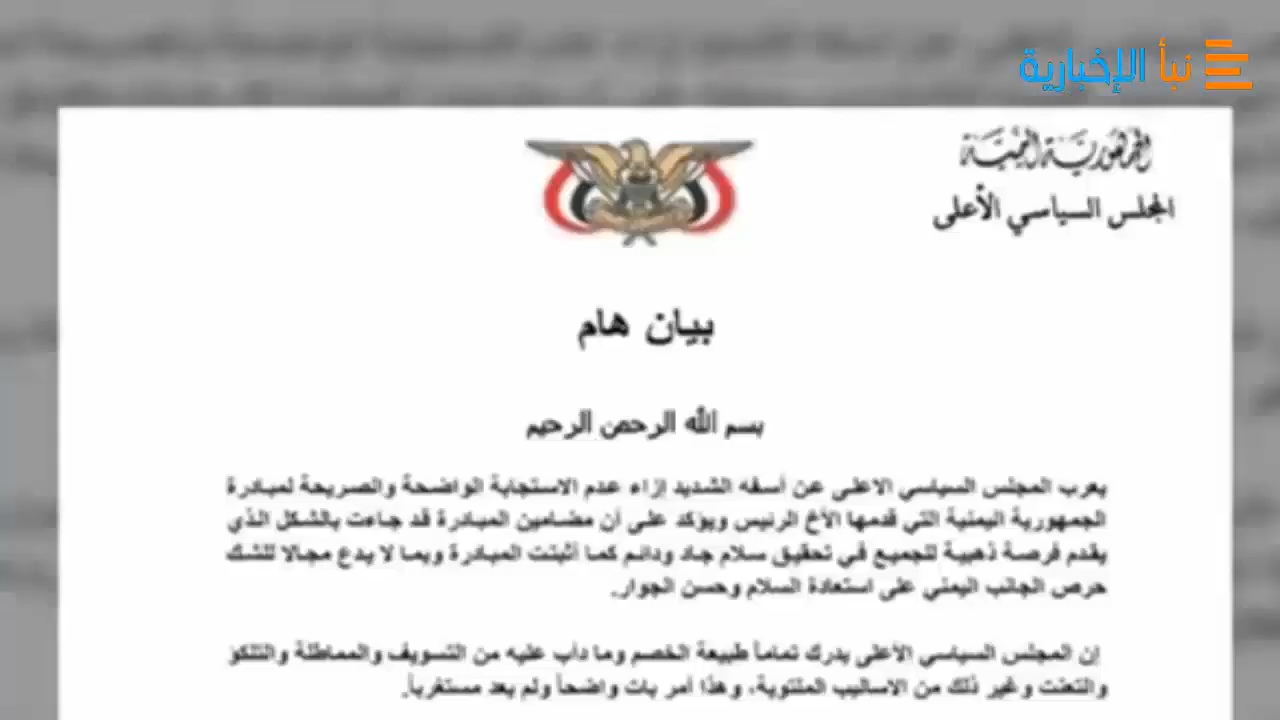 نبأ الإخبارية
الجمهورية اليمنية
المجلس السياسي الأعلى
بيان هام
بسم الله الرحمن الرحيم
يعرب المجلس السياسي الاعلى عن أسفه الشديد إزاء عدم الاستجابة الواضحة والصريحة لمبادرة
الجمهورية اليمنية التي قدمها الأخ الرئيس ويؤكد على أن مضامين المبادرة قد جاءت بالشكل الذي
يقدم فرصة ذهبية للجميع في تحقيق سلام جاد ودائم كما أثبتت المبادرة وبما لا يدع مجالا للشك
حرص الجانب اليمني على استعادة السلام وحسن الجوار.
إن المجلس السياسي الأعلى يدرك تماماً طبيعة الخصم وما دأب عليه من التسويف والمماطلة والتلكؤ
والتعنت وغير ذلك من الاساليب الملتوية، وهذا أمر بات واضحاً ولم يعد مستغرباً.